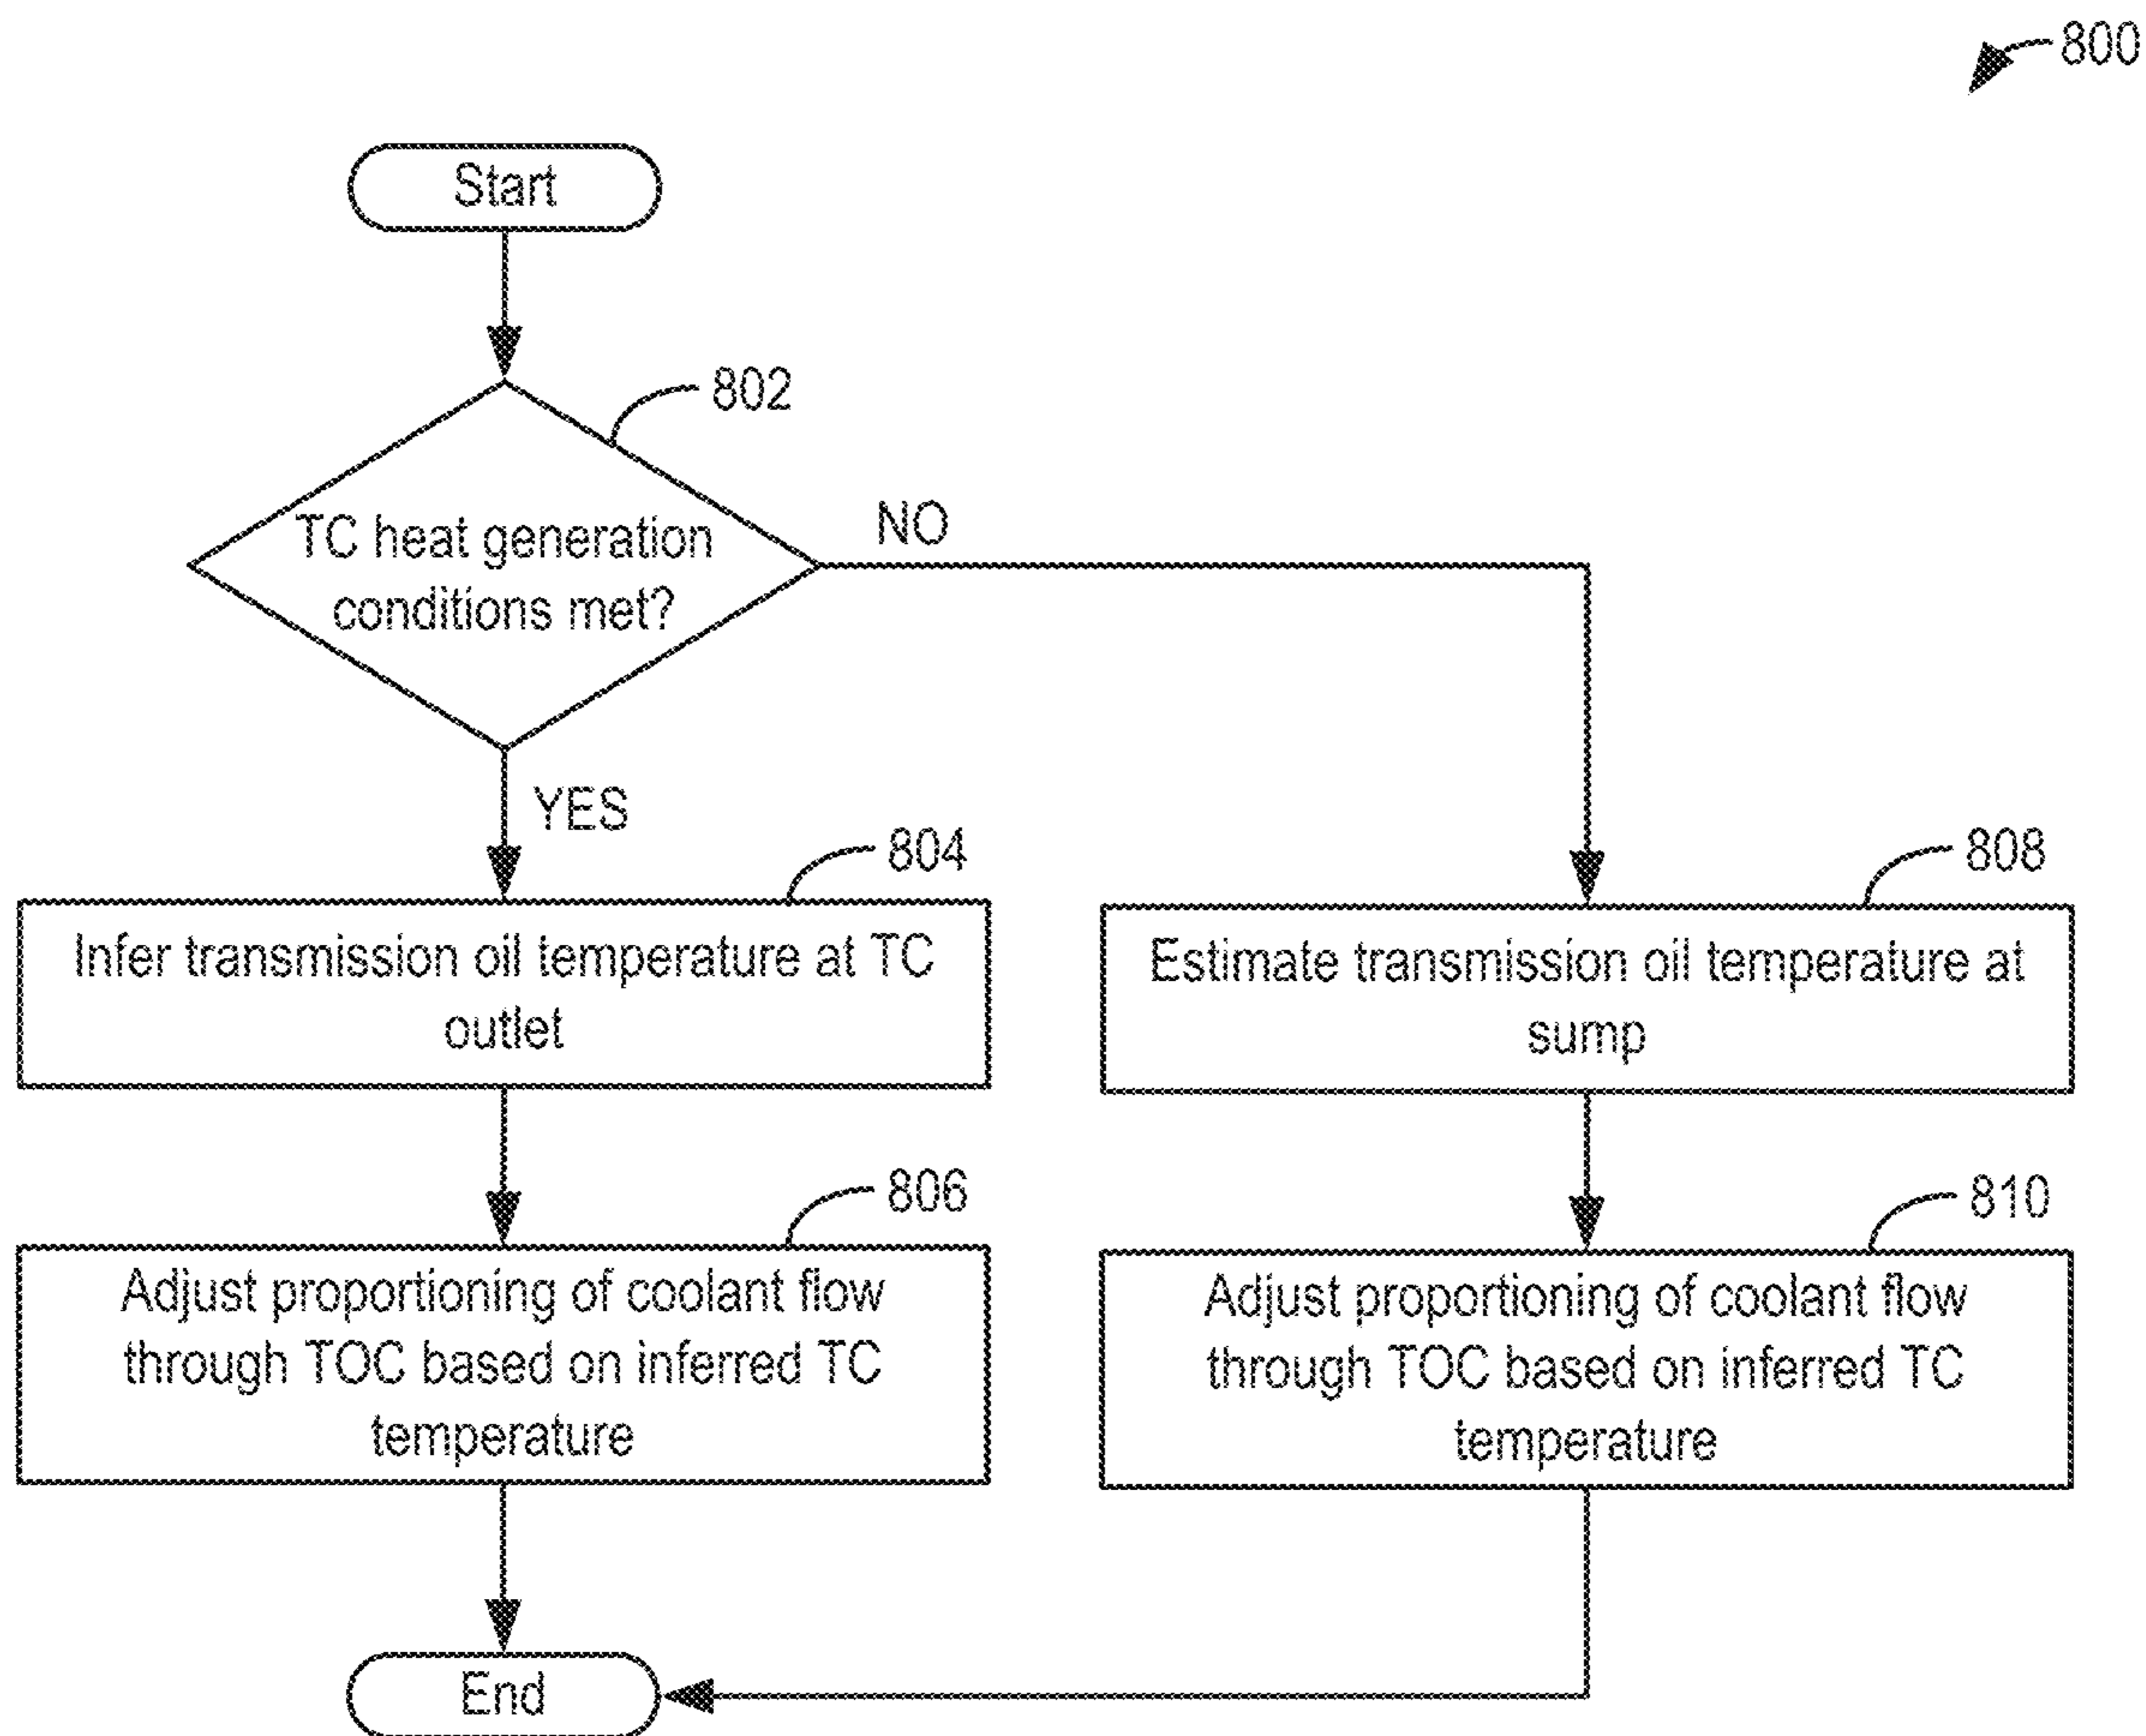 800
Start
802
TC heat generation
conditions met?
NO
YES
804
Infer transmission oil temperature at TC
outlet
808
Estimate transmission oil temperature at
sump
806
Adjust proportioning of coolant flow
through TOC based on inferred TC
temperature
810
Adjust proportioning of coolant flow
through TOC based on inferred TC
temperature
End